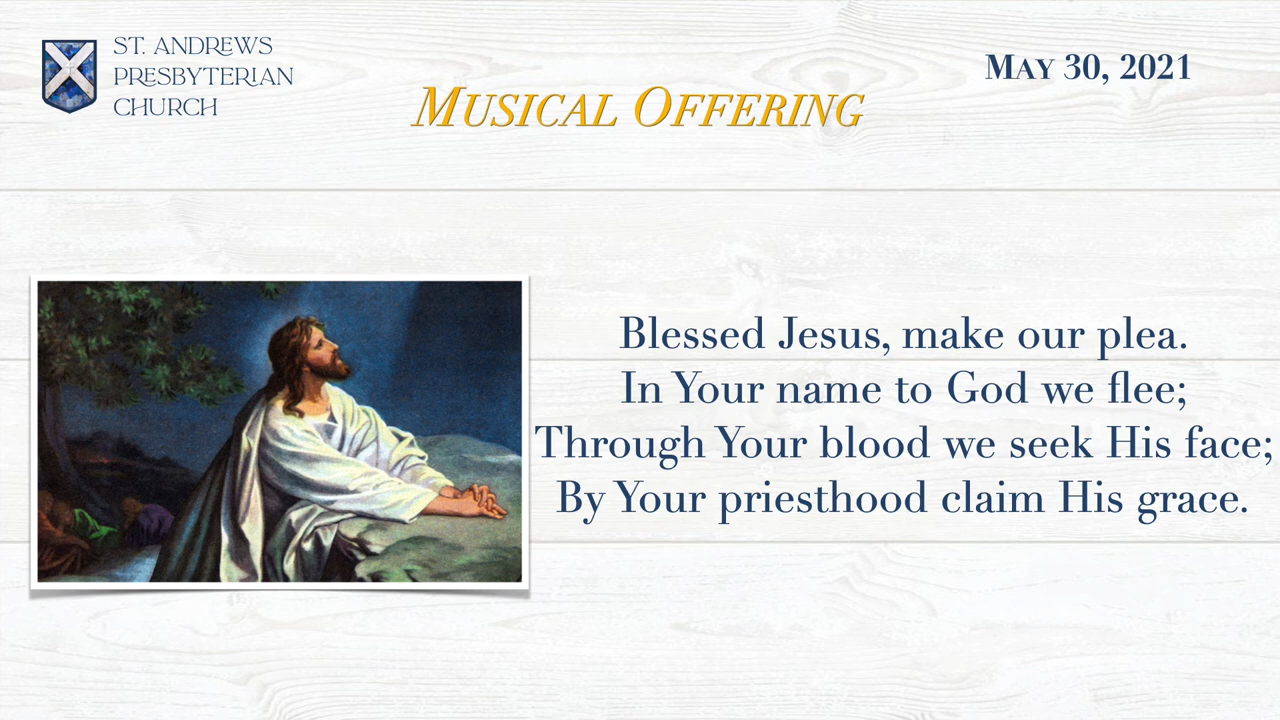 ST. ANDREWS
PRESBYTERIAN
CHURCH
MAY 30, 2021
MUSICAL OFFERING
Blessed Jesus, make our plea.
In Your name to God we flee;
Through Your blood we seek His face;
By Your priesthood claim His grace.